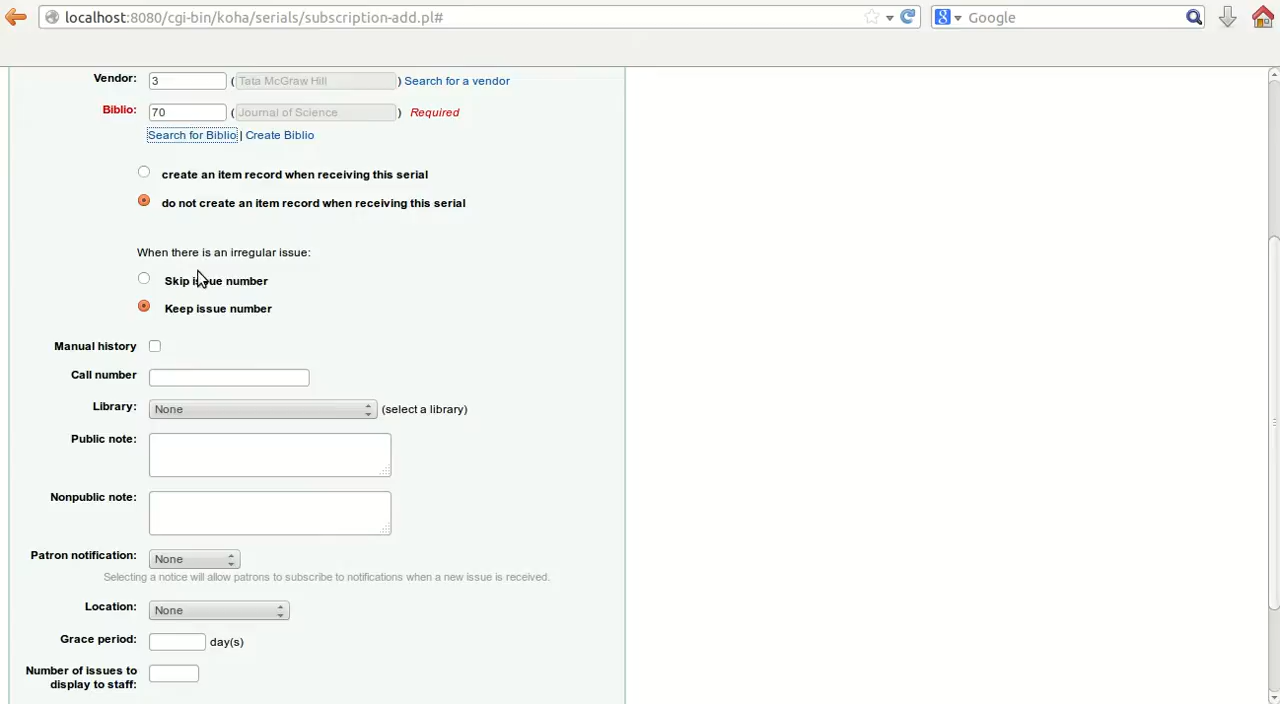 localhost:8080/cgi-bin/koha/serials/subscription-add.pl#
Google
Vendor: 3 ( Tata McGraw Hill ) Search for a vendor
Biblio: 70 ( Journal of Science ) Required
Search for Biblio | Create Biblio
create an item record when receiving this serial
do not create an item record when receiving this serial
When there is an irregular issue:
Skip issue number
Keep issue number
Manual history
Call number
Library: None (select a library)
Public note:
Nonpublic note:
Patron notification: None
Selecting a notice will allow patrons to subscribe to notifications when a new issue is received.
Location: None
Grace period: day(s)
Number of issues to
display to staff: